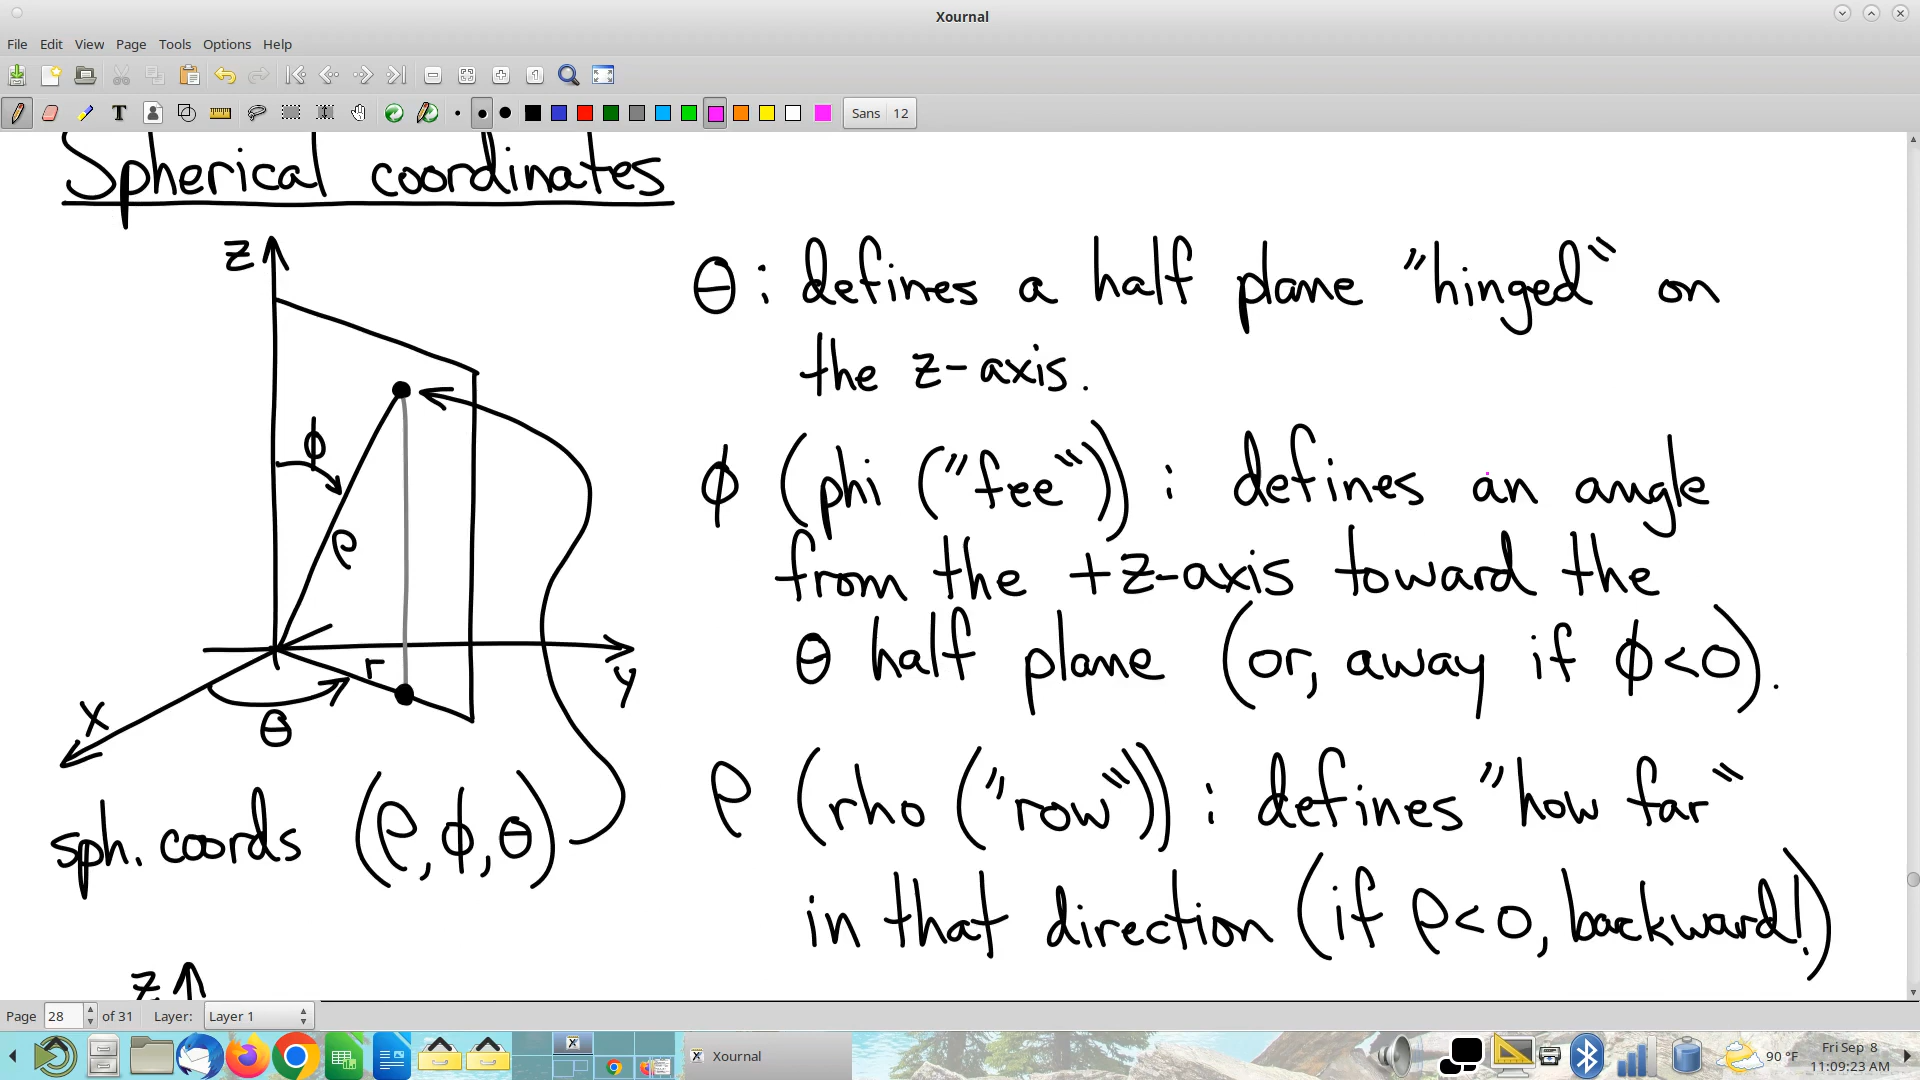 Xournal
File Edit View Page Tools Options Help
Sans 12
Spherical coordinates
z
ϕ
ρ
r
y
x
θ
sph. coords (ρ, ϕ, θ)
z
θ : defines a half plane "hinged" on
the z-axis.
ϕ (phi ("fee")) : defines an angle
from the +z-axis toward the
θ half plane (or, away if ϕ<0).
ρ (rho ("row")) : defines "how far"
in that direction (if ρ<0, backward!)
Page 28 of 31 Layer: Layer 1
Xournal
90 °F
Fri Sep 8
11:09:23 AM